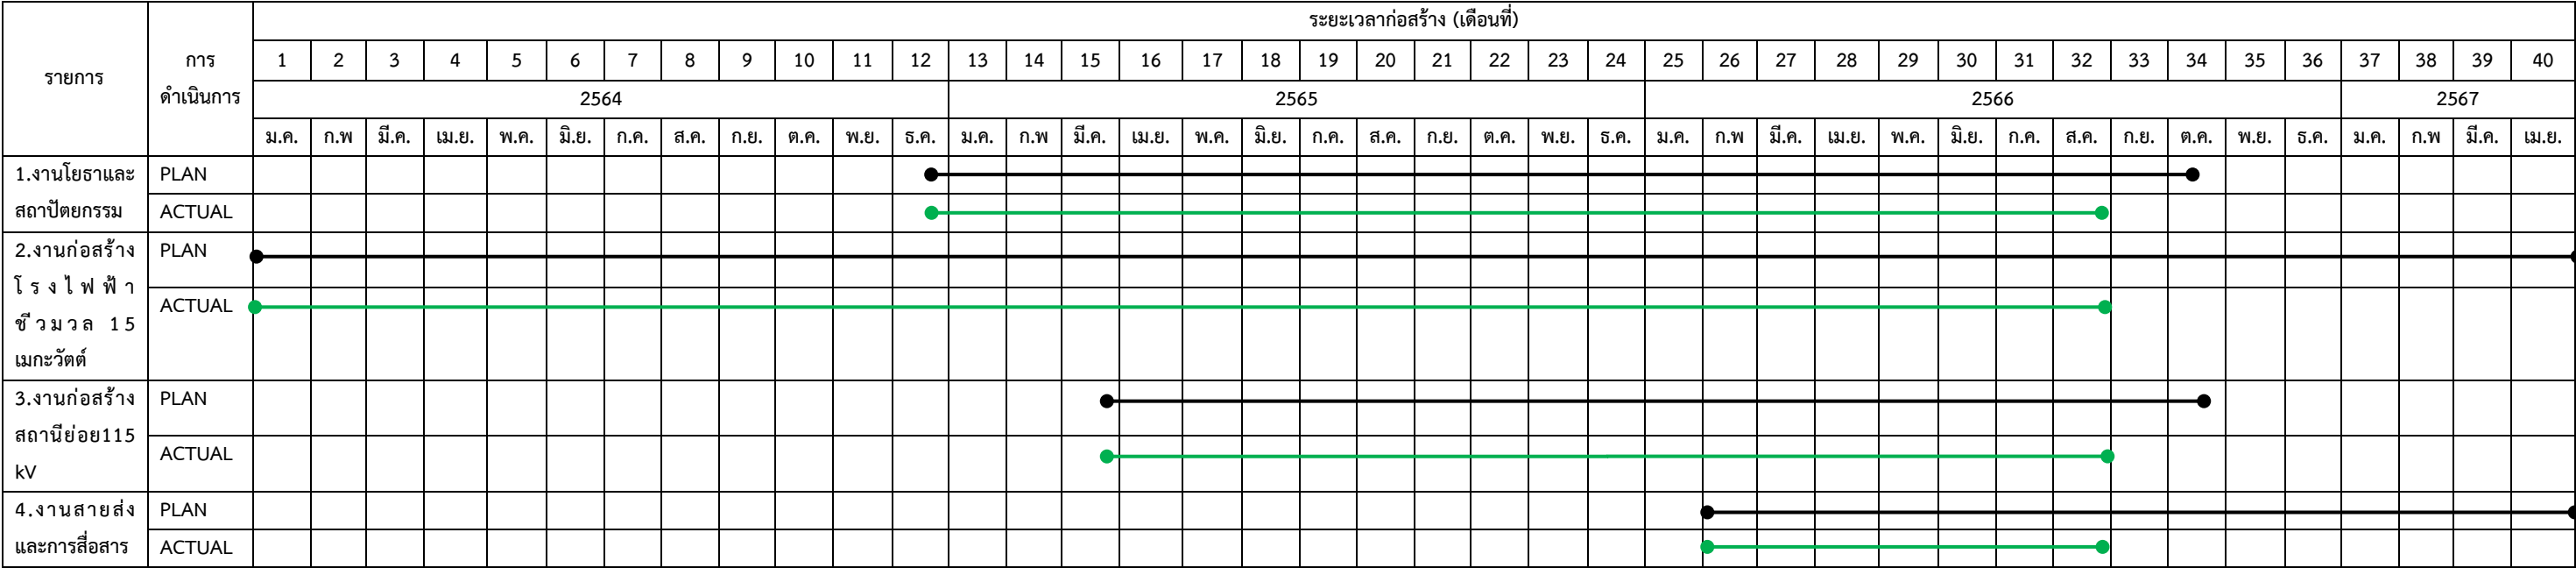 ระยะเวลาก่อสร้าง (เดือนที่)
รายการ
การ
ดำเนินการ
1 2 3 4 5 6 7 8 9 10 11 12 13 14 15 16 17 18 19 20 21 22 23 24 25 26 27 28 29 30 31 32 33 34 35 36 37 38 39 40
2564 2565 2566 2567
ม.ค. ก.พ มี.ค. เม.ย. พ.ค. มิ.ย. ก.ค. ส.ค. ก.ย. ต.ค. พ.ย. ธ.ค. ม.ค. ก.พ มี.ค. เม.ย. พ.ค. มิ.ย. ก.ค. ส.ค. ก.ย. ต.ค. พ.ย. ธ.ค. ม.ค. ก.พ มี.ค. เม.ย. พ.ค. มิ.ย. ก.ค. ส.ค. ก.ย. ต.ค. พ.ย. ธ.ค. ม.ค. ก.พ มี.ค. เม.ย.
1.งานโยธาและ PLAN
สถาปัตยกรรม ACTUAL
2.งานก่อสร้าง PLAN
โรงไฟฟ้า
ACTUAL
ชีวมวล 15
เมกะวัตต์
3.งานก่อสร้าง PLAN
สถานีย่อย115
ACTUAL
kV
4.งานสายส่ง PLAN
และการสื่อสาร ACTUAL